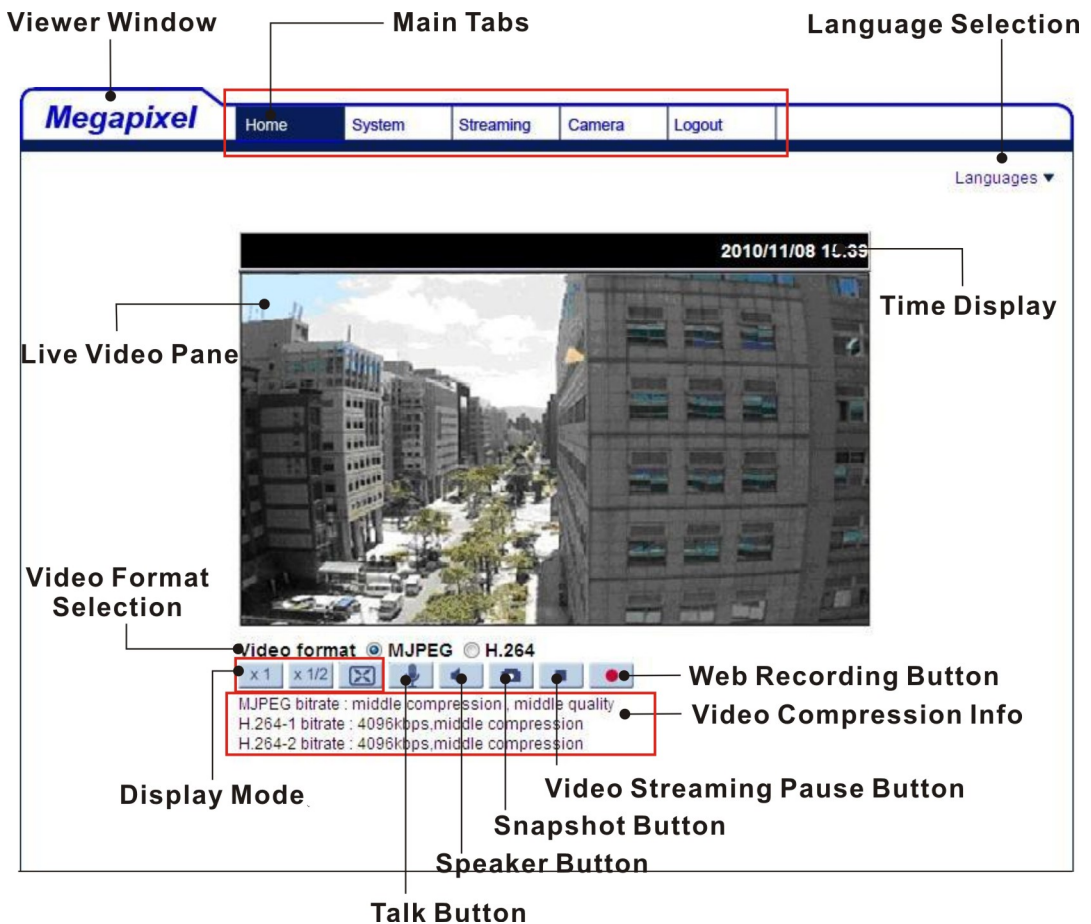 Viewer Window
Main Tabs
Language Selection
Megapixel
Home
System
Streaming
Camera
Logout
Languages
2010/11/08
Time Display
Live Video Pane
Video Format
Selection
Video format MJPEG H.264
x 1
x 1/2
Web Recording Button
MJPEG bitrate : middle compression , middle quality
Video Compression Info
H.264-1 bitrate : 4096kbps,middle compression
H.264-2 bitrate : 4096kbps,middle compression
Display Mode
Video Streaming Pause Button
Snapshot Button
Speaker Button
Talk Button